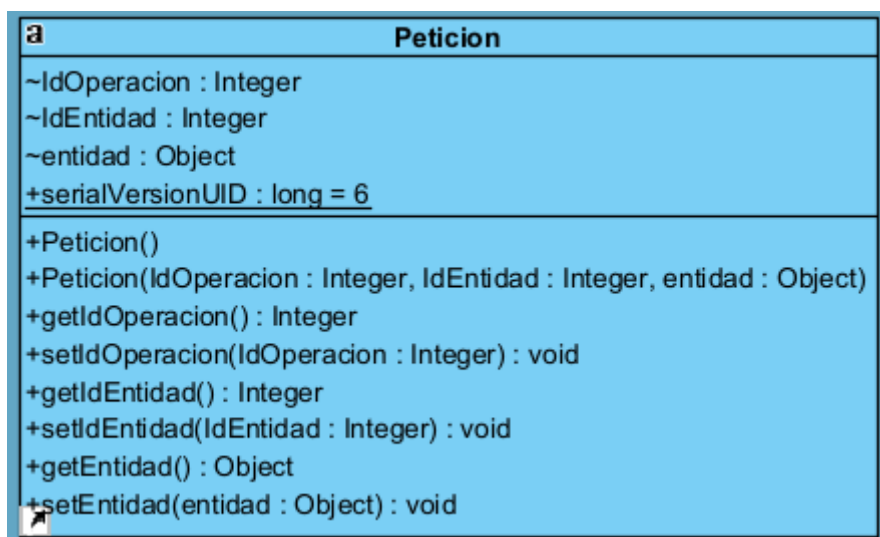 a
Peticion
~IdOperacion : Integer
~IdEntidad : Integer
~entidad : Object
+serialVersionUID : long = 6
+Peticion()
+Peticion(IdOperacion : Integer, IdEntidad : Integer, entidad : Object)
+getIdOperacion() : Integer
+setIdOperacion(IdOperacion : Integer) : void
+getIdEntidad() : Integer
+setIdEntidad(IdEntidad : Integer) : void
+getEntidad() : Object
+setEntidad(entidad : Object) : void